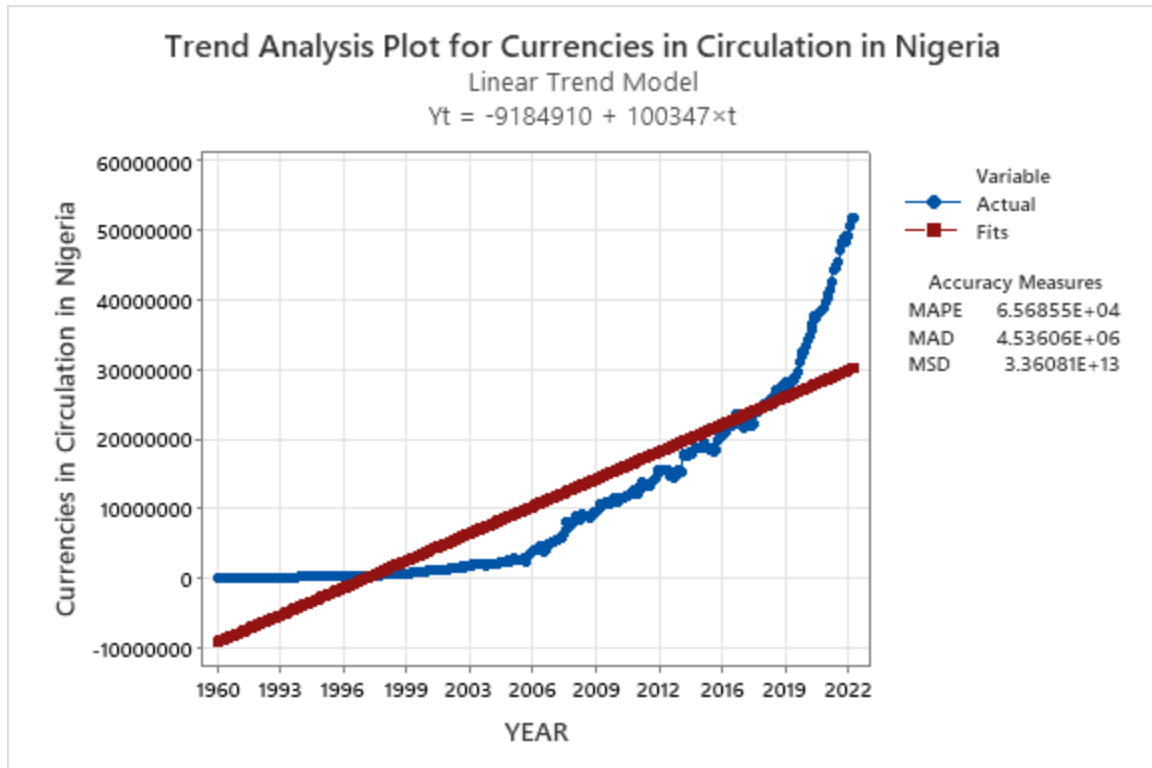 Trend Analysis Plot for Currencies in Circulation in Nigeria
Linear Trend Model
Yt = -9184910 + 100347×t
Currencies in Circulation in Nigeria
60000000
50000000
40000000
30000000
20000000
10000000
0
-10000000
1960 1993 1996 1999 2003 2006 2009 2012 2016 2019 2022
YEAR
Variable
Actual
Fits
Accuracy Measures
MAPE 6.56855E+04
MAD 4.53606E+06
MSD 3.36081E+13